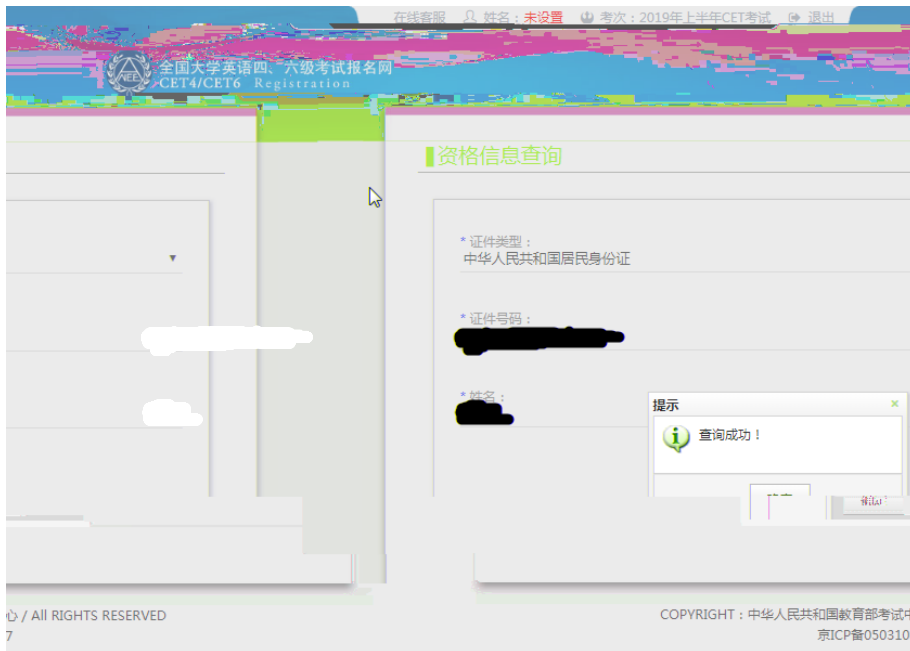 在线客服 姓名：未设置 考次：2019年上半年CET考试 退出
全国大学英语四、六级考试报名网
CET4/CET6 Registration
资格信息查询
* 证件类型：
中华人民共和国居民身份证
* 证件号码：
* 姓名：
提示 ×
查询成功！
心 / All RIGHTS RESERVED
COPYRIGHT：中华人民共和国教育部考试中
7
京ICP备050310